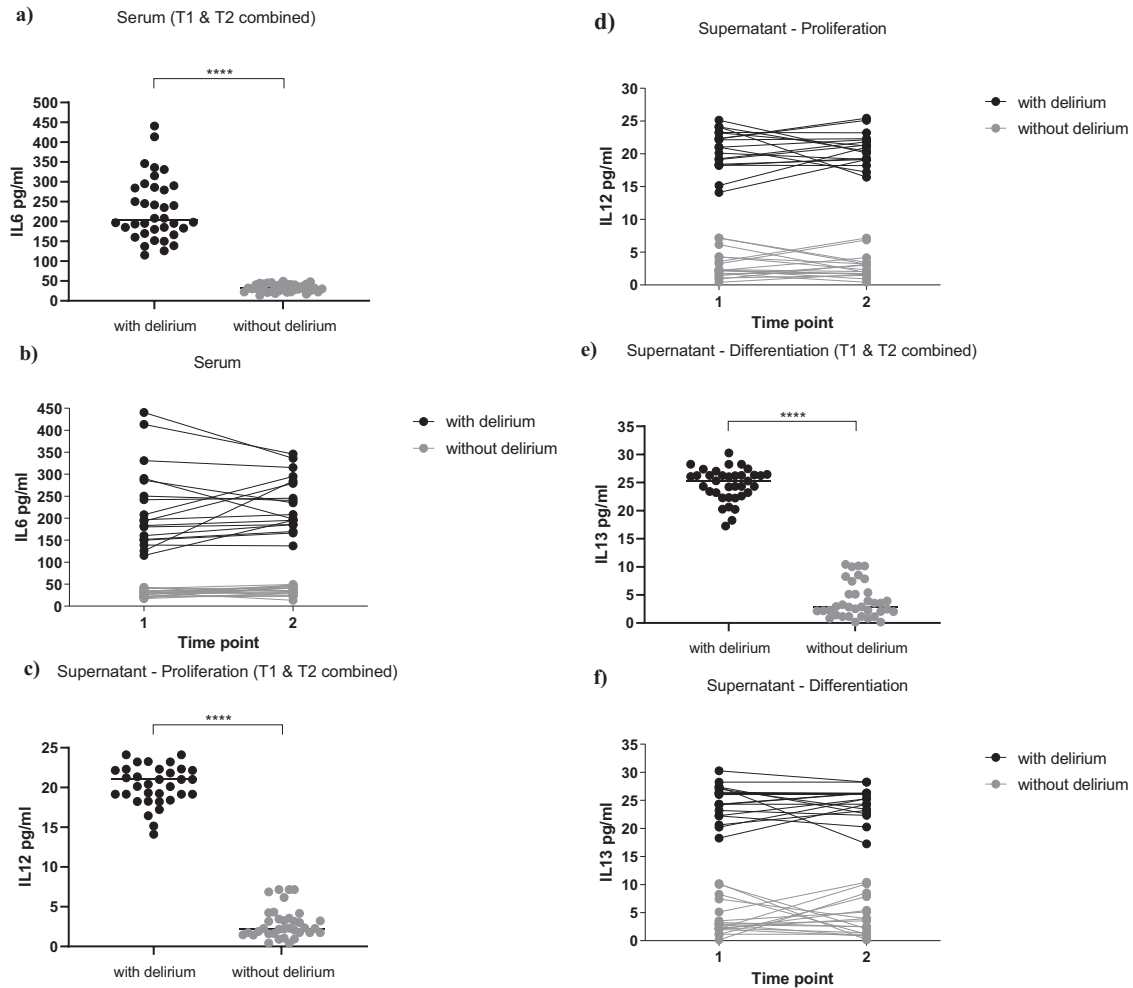 a)
Serum (T1 & T2 combined)
****
500
450
400
350
300
250
200
150
100
50
0
IL6 pg/ml
with delirium
without delirium
b)
Serum
450
400
350
300
250
200
150
100
50
0
IL6 pg/ml
1
2
Time point
with delirium
without delirium
c)
Supernatant - Proliferation (T1 & T2 combined)
****
25
20
15
10
5
0
IL12 pg/ml
with delirium
without delirium
d)
Supernatant - Proliferation
30
25
20
15
10
5
0
IL12 pg/ml
1
2
Time point
with delirium
without delirium
e)
Supernatant - Differentiation (T1 & T2 combined)
****
35
30
25
20
15
10
5
0
IL13 pg/ml
with delirium
without delirium
f)
Supernatant - Differentiation
35
30
25
20
15
10
5
0
IL13 pg/ml
1
2
Time point
with delirium
without delirium